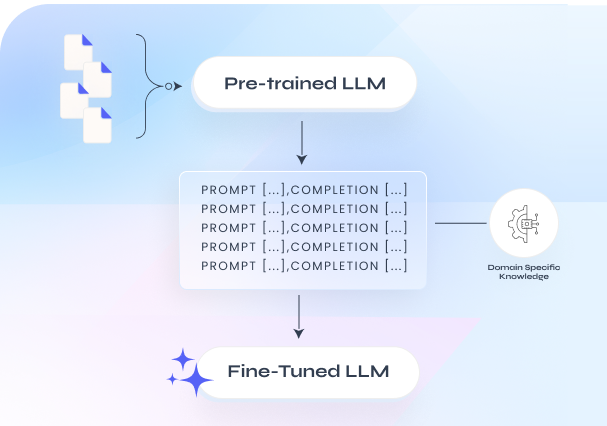 Pre-trained LLM
PROMPT [...],COMPLETION [...]
PROMPT [...],COMPLETION [...]
PROMPT [...],COMPLETION [...]
PROMPT [...],COMPLETION [...]
PROMPT [...],COMPLETION [...]
Domain Specific
Knowledge
Fine-Tuned LLM